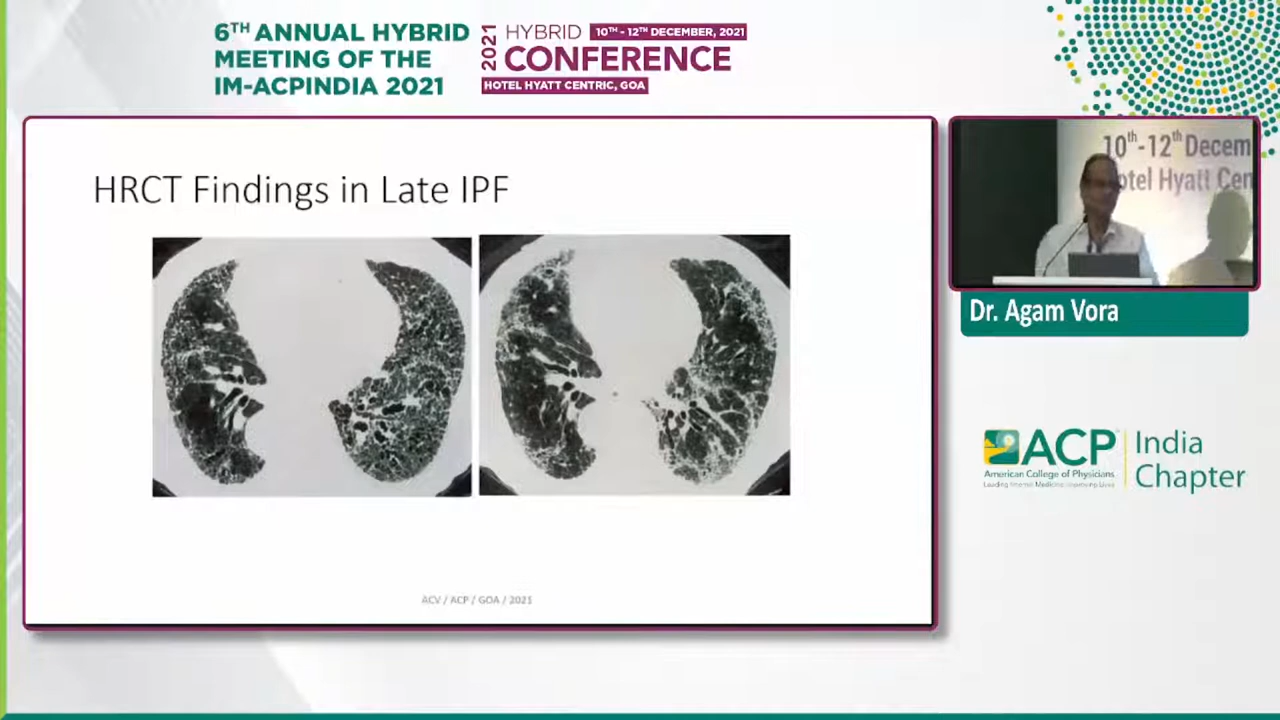 6TH ANNUAL HYBRID
MEETING OF THE
IM-ACPINDIA 2021
2021
HYBRID 10TH - 12TH DECEMBER, 2021
CONFERENCE
HOTEL HYATT CENTRIC, GOA
HRCT Findings in Late IPF
ACV / ACP / GOA / 2021
10th-12th Decem
otel Hyatt Cen
Dr. Agam Vora
ACP
American College of Physicians
India
Chapter